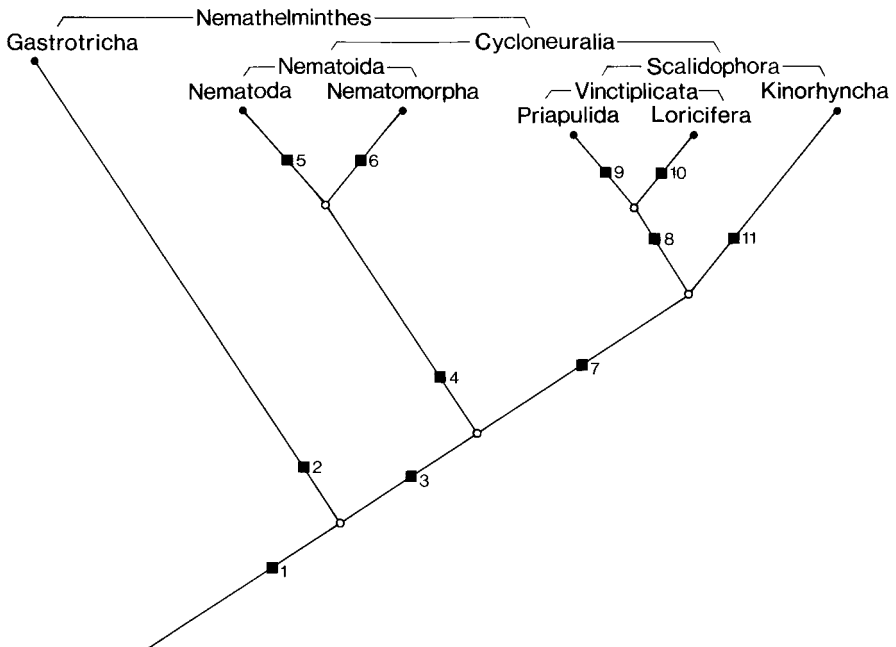 Nemathelminthes
Gastrotricha
Cycloneuralia
Nematoida
Scalidophora
Nematoda
Nematomorpha
Vinctiplicata
Kinorhyncha
Priapulida
Loricifera
5
6
9
10
8
11
7
4
2
3
1